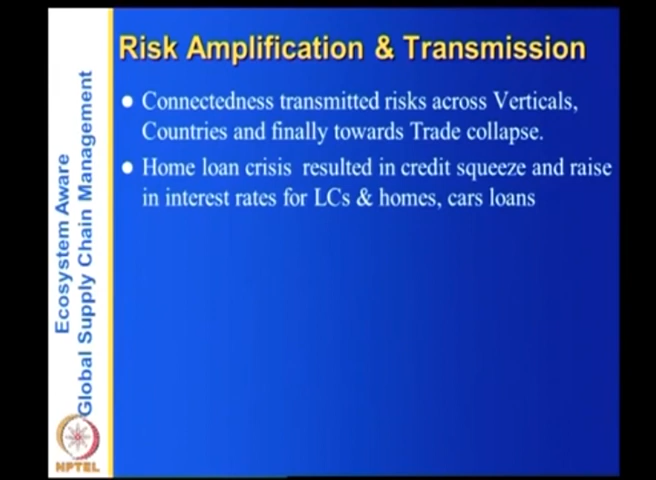 Risk Amplification & Transmission
Connectedness transmitted risks across Verticals,
Countries and finally towards Trade collapse.
Home loan crisis resulted in credit squeeze and raise
in interest rates for LCs & homes, cars loans
Ecosystem Aware
Global Supply Chain Management
NPTEL